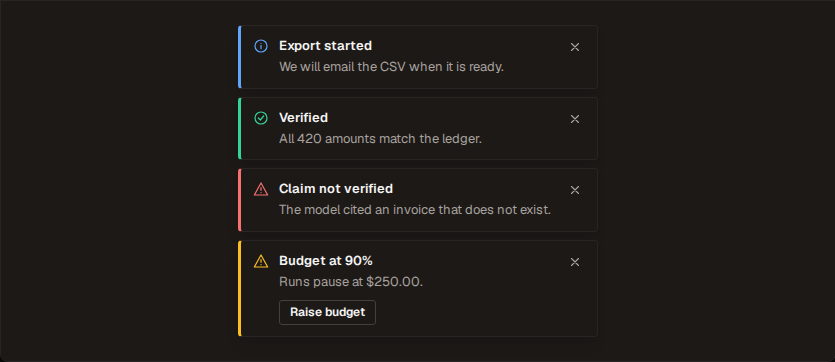 Export started
We will email the CSV when it is ready.
Verified
All 420 amounts match the ledger.
Claim not verified
The model cited an invoice that does not exist.
Budget at 90%
Runs pause at $250.00.
Raise budget